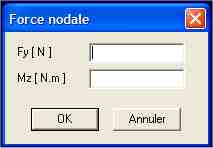 Force nodale
Fy [ N ]
Mz [ N.m ]
OK
Annuler